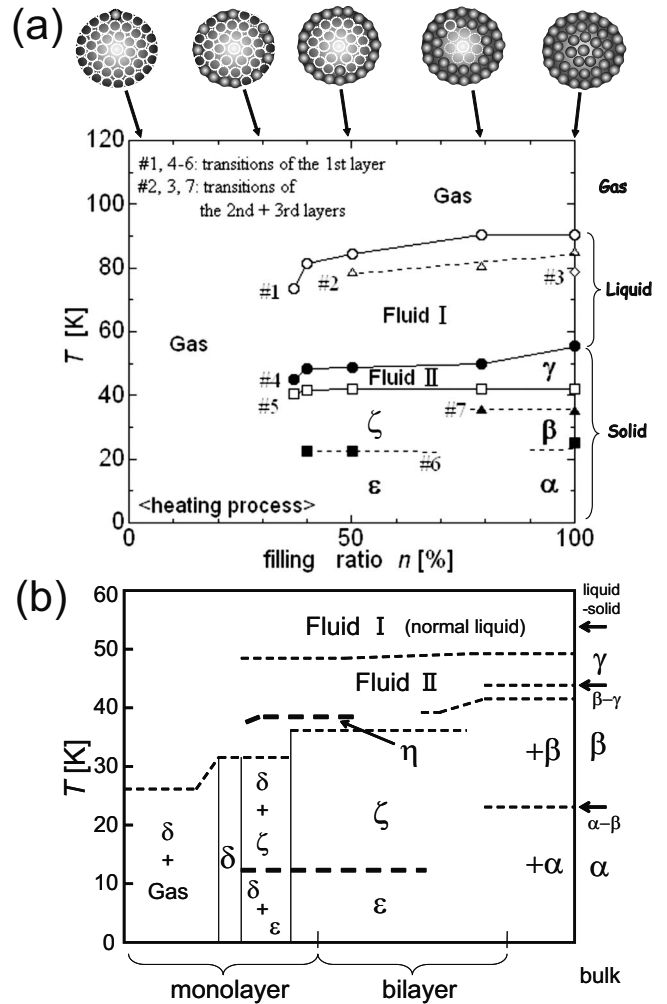 (a)
120
100
80
60
40
20
0
T [K]
#1, 4-6: transitions of the 1st layer
#2, 3, 7: transitions of
the 2nd + 3rd layers
Gas
Gas
#1
#2
#3
Liquid
Fluid I
Gas
#4
Fluid II
γ
#5
#7
ζ
β
Solid
#6
ε
α
<heating process>
0
50
100
filling ratio n [%]
(b)
60
50
40
30
20
10
0
T [K]
liquid
-solid
Fluid I (normal liquid)
γ
Fluid II
β–γ
η
+β
β
δ
+
Gas
δ
δ
+
ζ
ζ
α–β
δ
+
ε
ε
+α
α
monolayer
bilayer
bulk